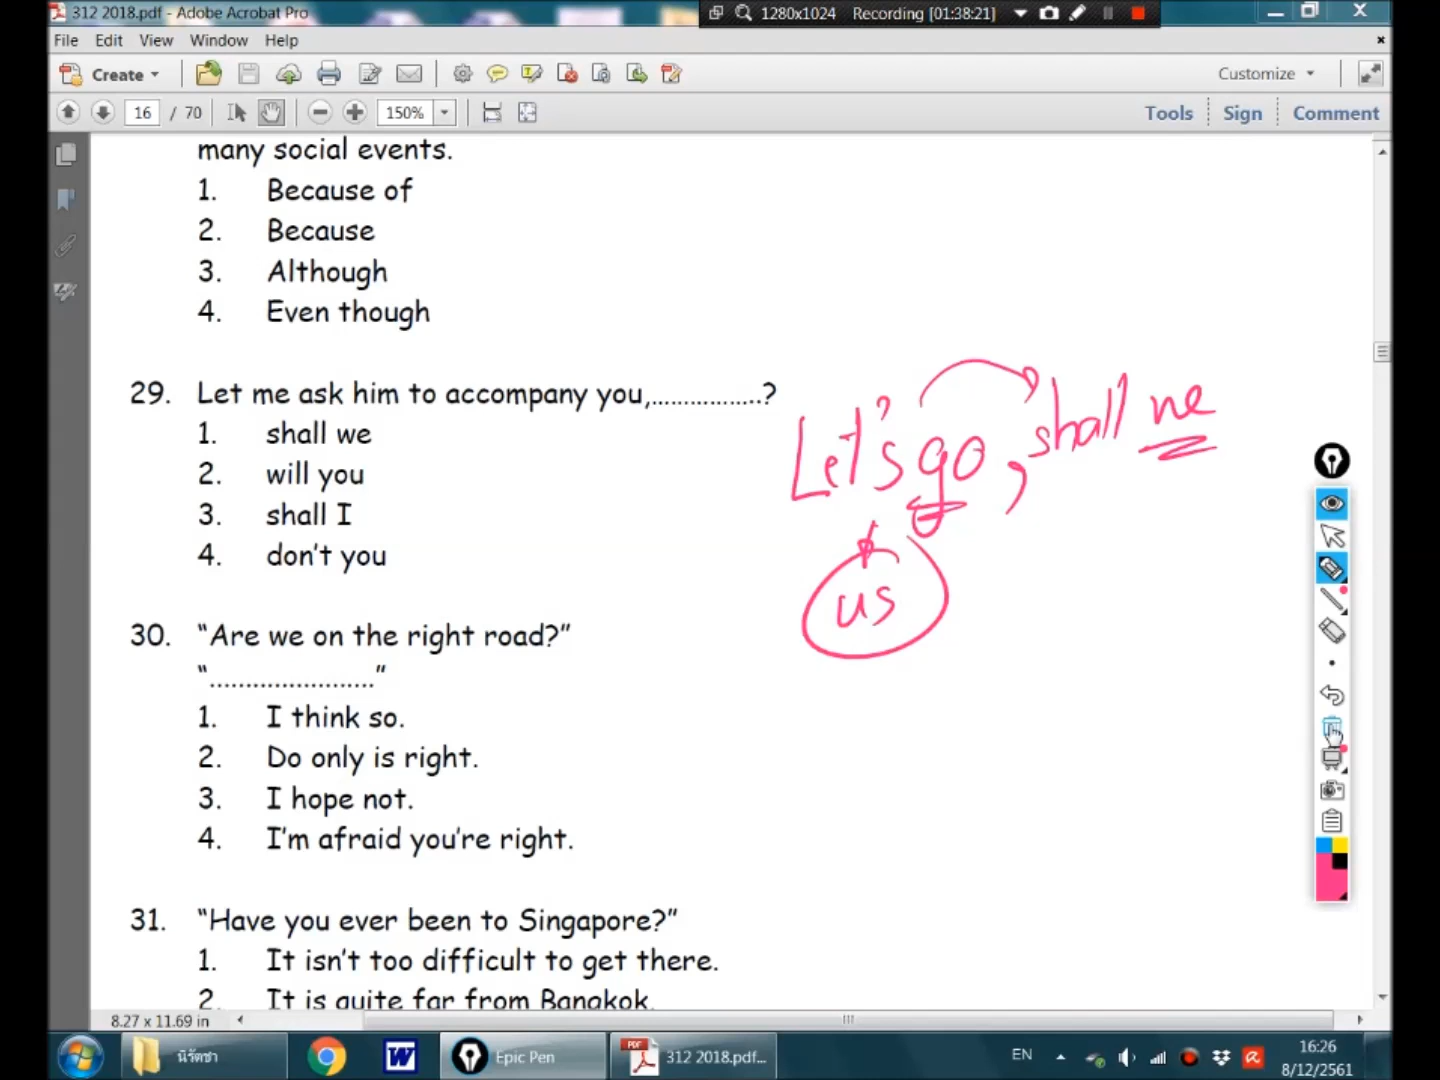 312 2018.pdf - Adobe Acrobat Pro
1280x1024 Recording [01:38:21]
File Edit View Window Help
Create Customize
16 / 70 150% Tools Sign Comment
many social events.
1. Because of
2. Because
3. Although
4. Even though
29. Let me ask him to accompany you,................?
1. shall we
2. will you
3. shall I
4. don't you
Let's go, shall we
us
30. “Are we on the right road?”
“.......................”
1. I think so.
2. Do only is right.
3. I hope not.
4. I'm afraid you're right.
31. “Have you ever been to Singapore?”
1. It isn't too difficult to get there.
2. It is quite far from Bangkok.
8.27 x 11.69 in
นิรัตชา Epic Pen 312 2018.pdf... EN 16:26
8/12/2561